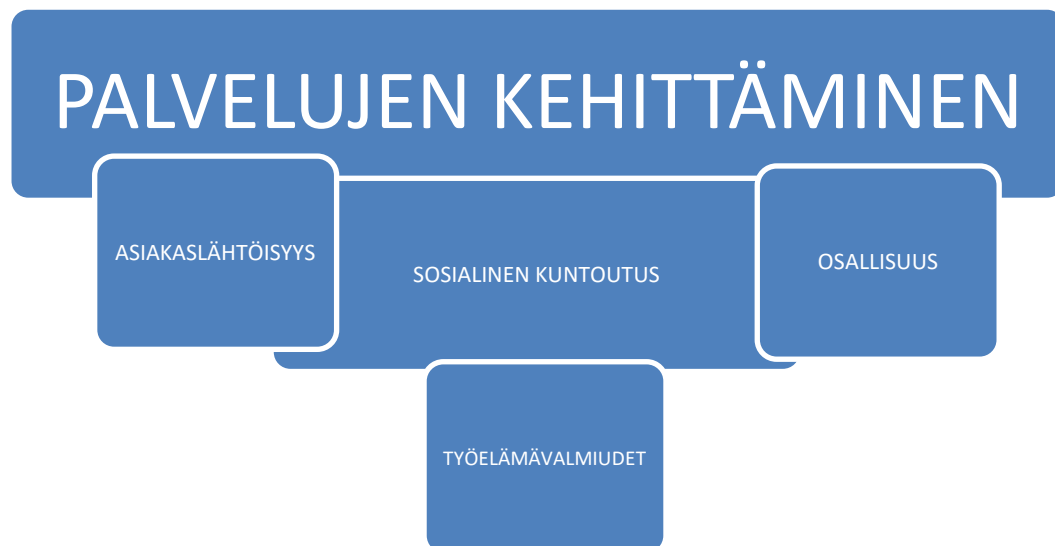 PALVELUJEN KEHITTÄMINEN
ASIAKASLÄHTÖISYYS
SOSIALINEN KUNTOUTUS
OSALLISUUS
TYÖELÄMÄVALMIUDET